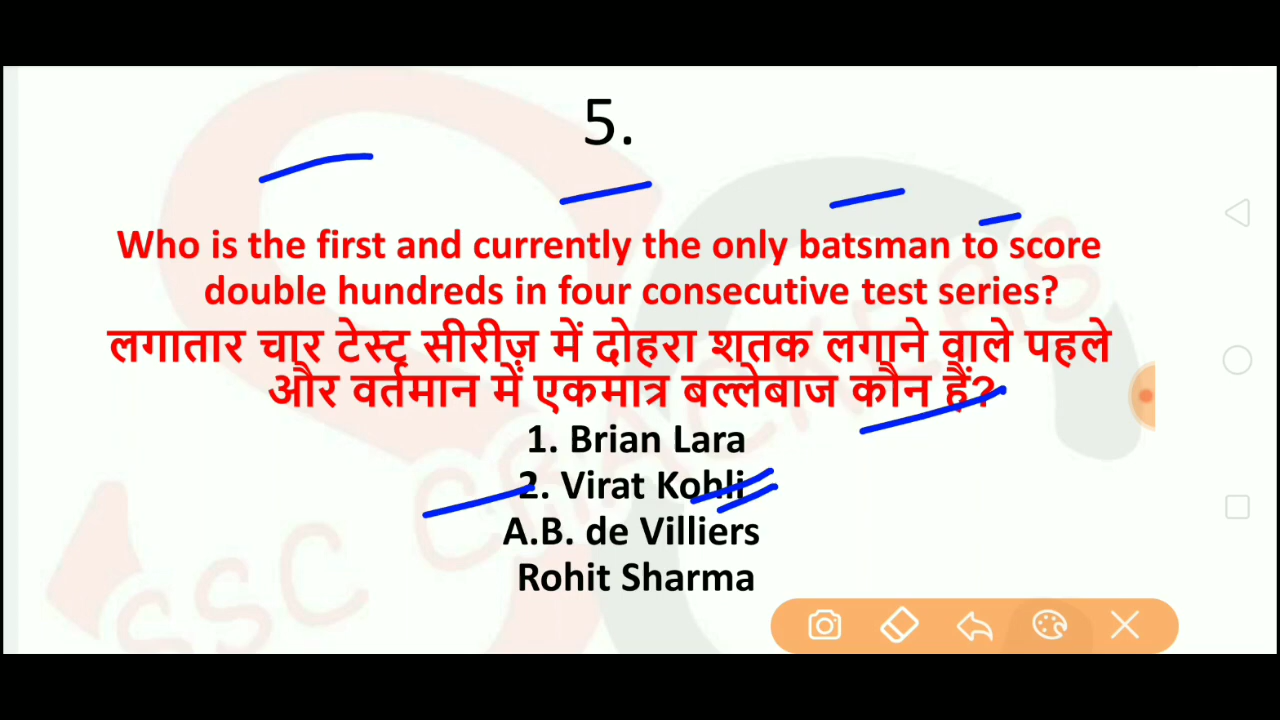 5.
Who is the first and currently the only batsman to score
double hundreds in four consecutive test series?
लगातार चार टेस्ट सीरीज़ में दोहरा शतक लगाने वाले पहले
और वर्तमान में एकमात्र बल्लेबाज कौन हैं?
1. Brian Lara
2. Virat Kohli
A.B. de Villiers
Rohit Sharma
SSC CRACKERS